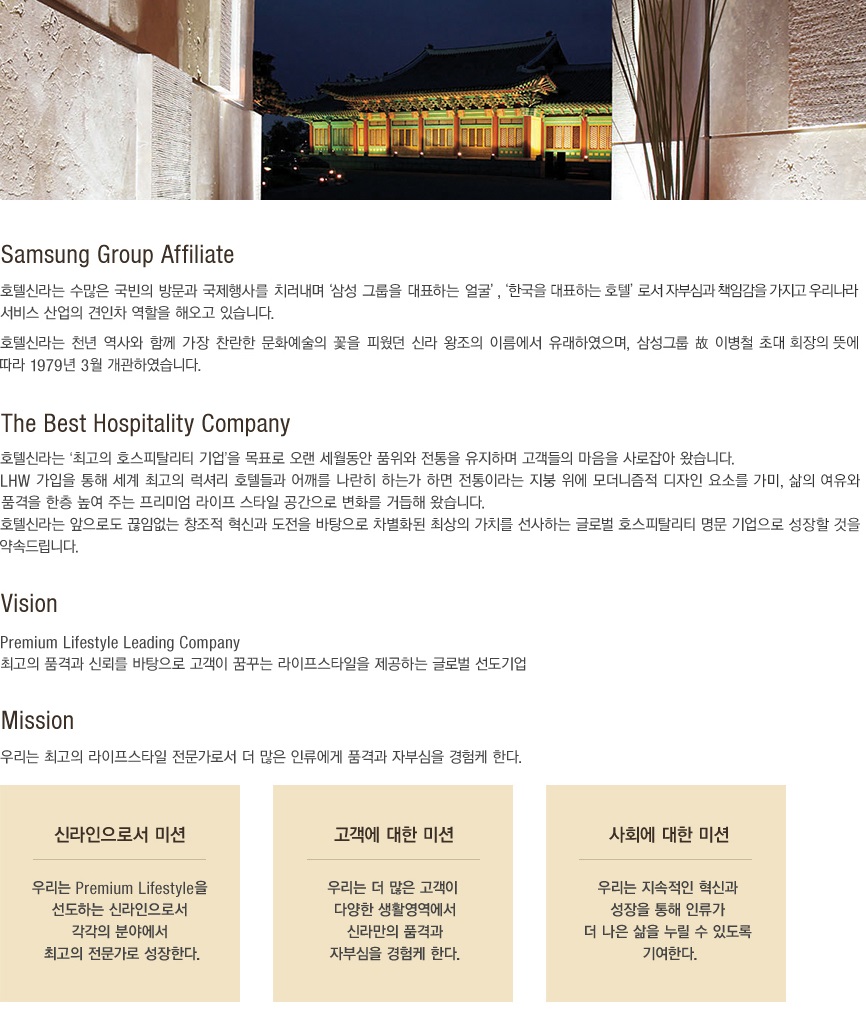 Samsung Group Affiliate
호텔신라는 수많은 국빈의 방문과 국제행사를 치러내며 ‘삼성 그룹을 대표하는 얼굴’ , ‘한국을 대표하는 호텔’ 로서 자부심과 책임감을 가지고 우리나라
서비스 산업의 견인차 역할을 해오고 있습니다.
호텔신라는 천년 역사와 함께 가장 찬란한 문화예술의 꽃을 피웠던 신라 왕조의 이름에서 유래하였으며, 삼성그룹 故 이병철 초대 회장의 뜻에
따라 1979년 3월 개관하였습니다.
The Best Hospitality Company
호텔신라는 ‘최고의 호스피탈리티 기업’을 목표로 오랜 세월동안 품위와 전통을 유지하며 고객들의 마음을 사로잡아 왔습니다.
LHW 가입을 통해 세계 최고의 럭셔리 호텔들과 어깨를 나란히 하는가 하면 전통이라는 지붕 위에 모더니즘적 디자인 요소를 가미, 삶의 여유와
품격을 한층 높여 주는 프리미엄 라이프 스타일 공간으로 변화를 거듭해 왔습니다.
호텔신라는 앞으로도 끊임없는 창조적 혁신과 도전을 바탕으로 차별화된 최상의 가치를 선사하는 글로벌 호스피탈리티 명문 기업으로 성장할 것을
약속드립니다.
Vision
Premium Lifestyle Leading Company
최고의 품격과 신뢰를 바탕으로 고객이 꿈꾸는 라이프스타일을 제공하는 글로벌 선도기업
Mission
우리는 최고의 라이프스타일 전문가로서 더 많은 인류에게 품격과 자부심을 경험케 한다.
신라인으로서 미션
우리는 Premium Lifestyle을
선도하는 신라인으로서
각각의 분야에서
최고의 전문가로 성장한다.
고객에 대한 미션
우리는 더 많은 고객이
다양한 생활영역에서
신라만의 품격과
자부심을 경험케 한다.
사회에 대한 미션
우리는 지속적인 혁신과
성장을 통해 인류가
더 나은 삶을 누릴 수 있도록
기여한다.